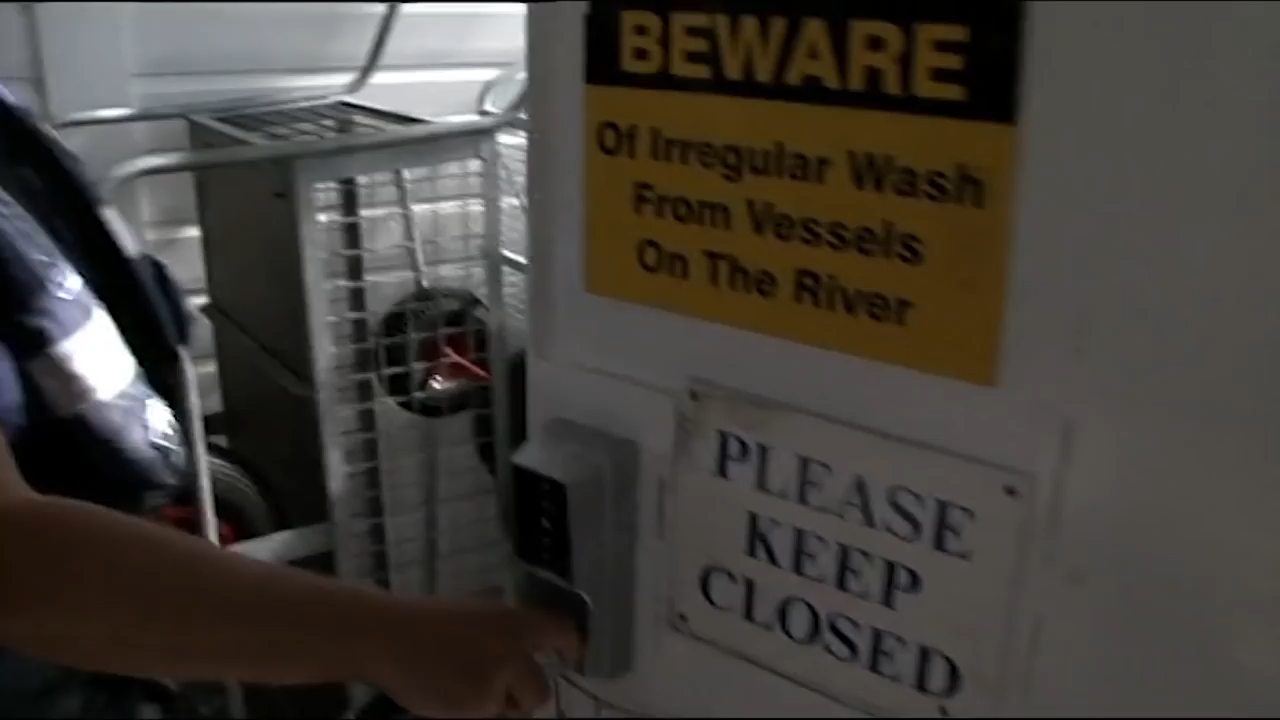 BEWARE
Of Irregular Wash
From Vessels
On The River
PLEASE
KEEP
CLOSED